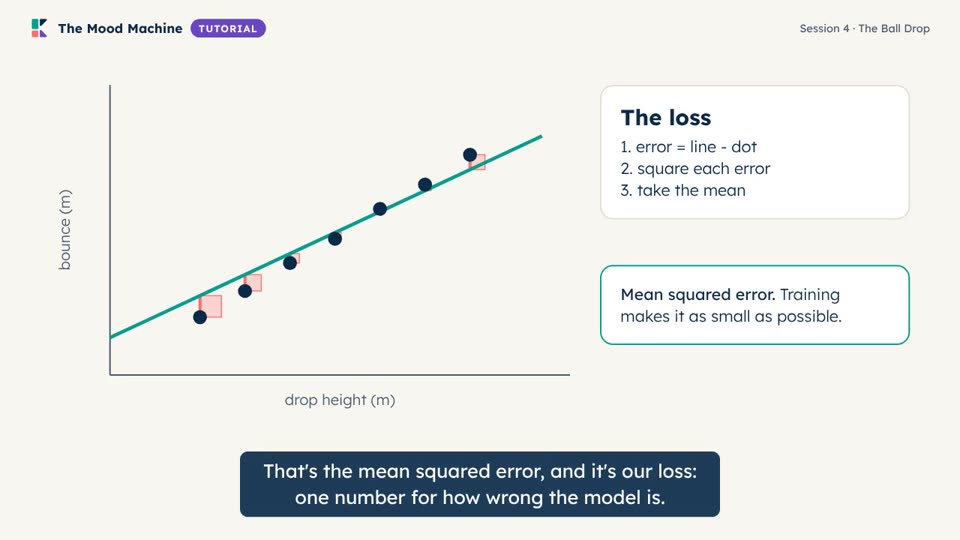 The Mood Machine TUTORIAL
Session 4 · The Ball Drop
bounce (m)
drop height (m)
The loss
1. error = line - dot
2. square each error
3. take the mean
Mean squared error. Training
makes it as small as possible.
That's the mean squared error, and it's our loss:
one number for how wrong the model is.